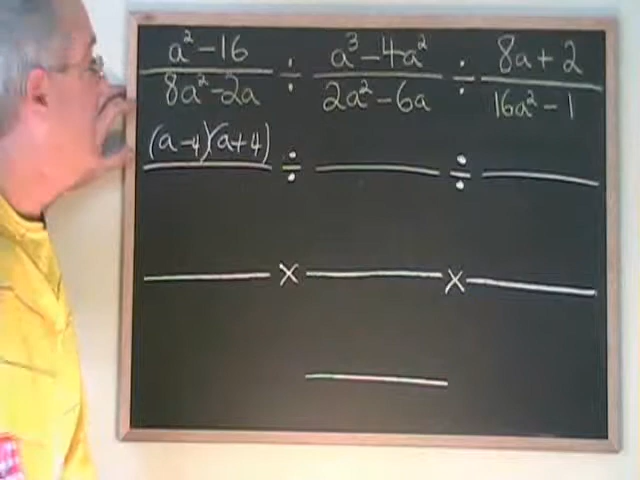 a² - 16 ÷ a³ - 4a² ÷ 8a + 2
8a² - 2a 2a² - 6a 16a² - 1
(a - 4)(a + 4) ÷ ÷
× ×